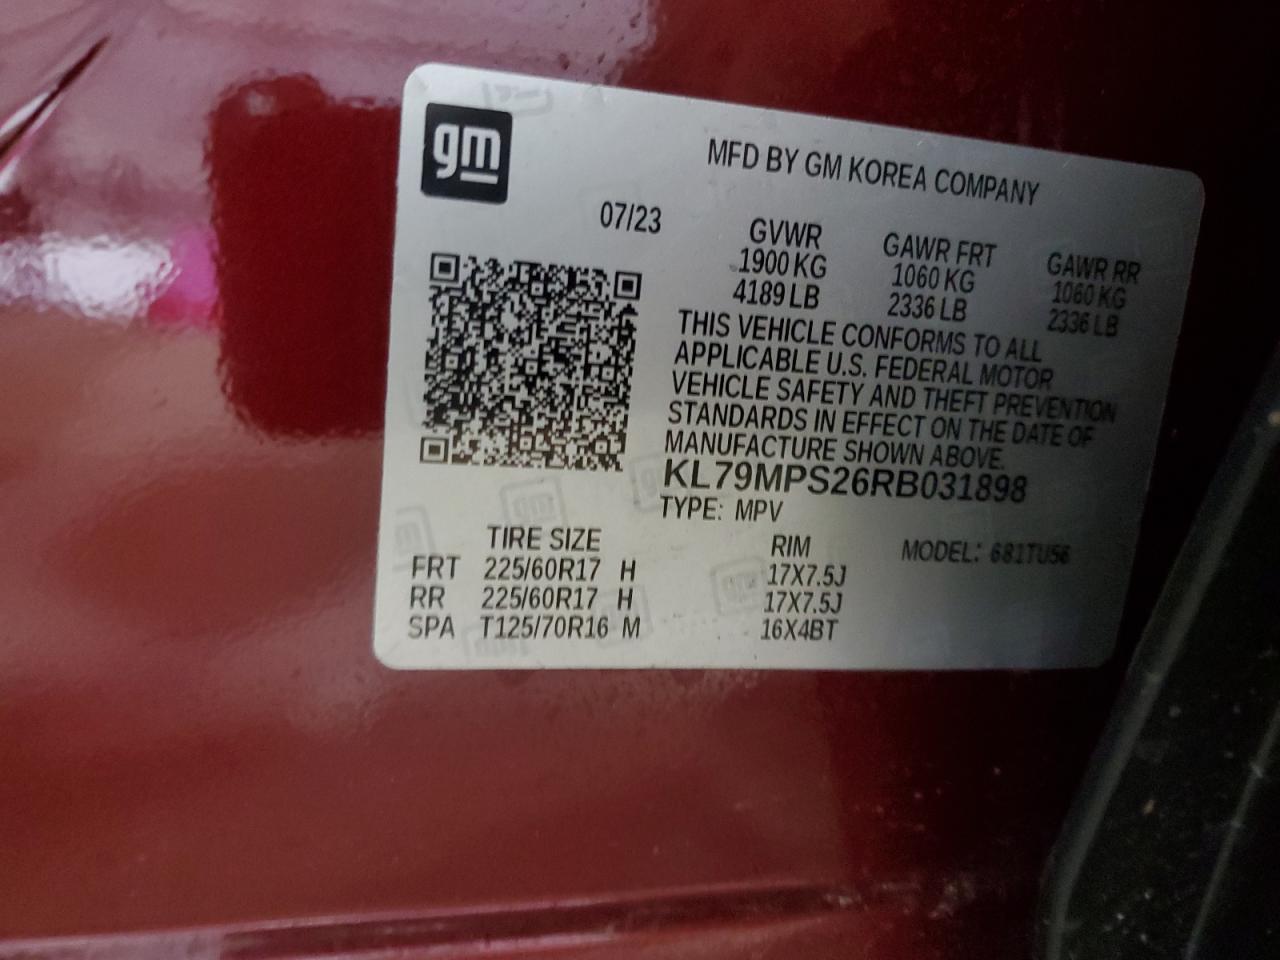 gm
MFD BY GM KOREA COMPANY
07/23
GVWR GAWR FRT GAWR RR
1900 KG 1060 KG 1060 KG
4189 LB 2336 LB 2336 LB
THIS VEHICLE CONFORMS TO ALL
APPLICABLE U.S. FEDERAL MOTOR
VEHICLE SAFETY AND THEFT PREVENTION
STANDARDS IN EFFECT ON THE DATE OF
MANUFACTURE SHOWN ABOVE.
KL79MPS26RB031898
TYPE: MPV
TIRE SIZE RIM MODEL: 681TU56
FRT 225/60R17 H 17X7.5J
RR 225/60R17 H 17X7.5J
SPA T125/70R16 M 16X4BT